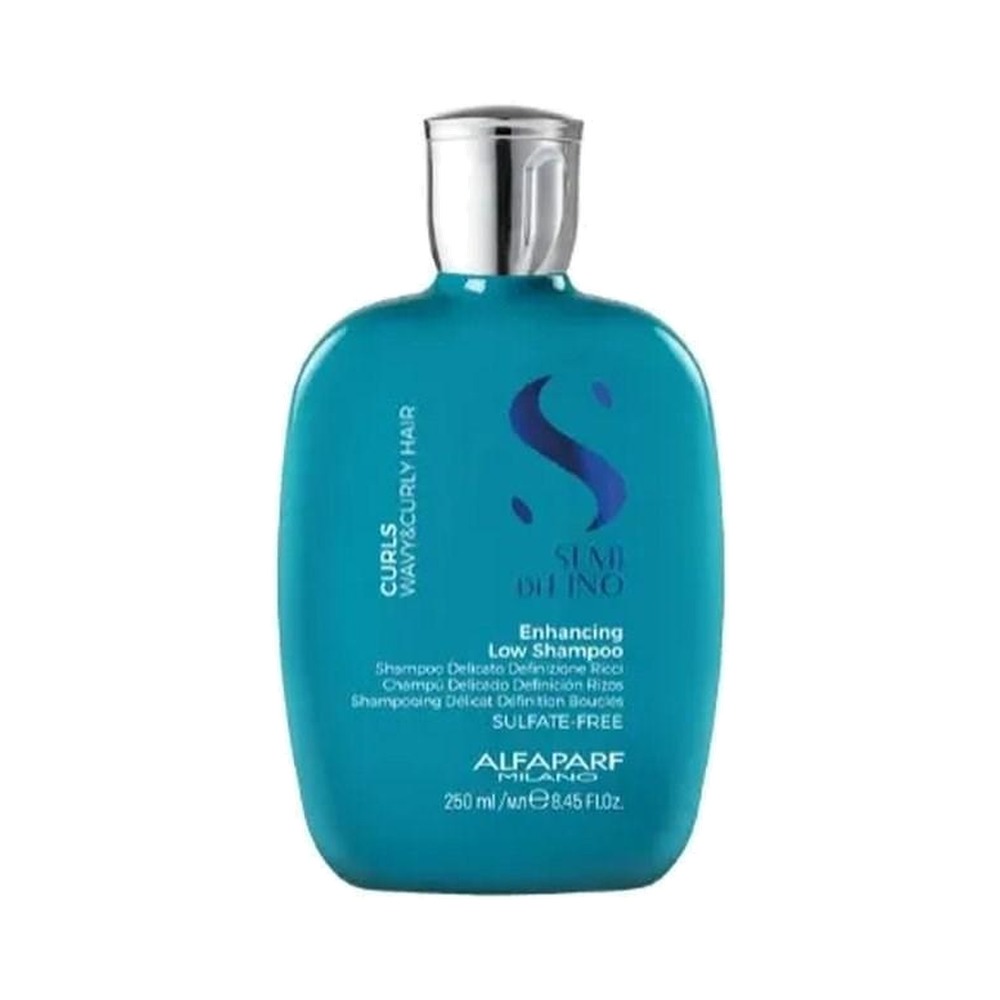 CURLS
WAVY&CURLY HAIR
SEMI
DI LINO
Enhancing
Low Shampoo
Shampoo Delicato Definizione Ricci
Champú Delicado Definición Rizos
Shampooing Délicat Définition Boucles
SULFATE-FREE
ALFAPARF
MILANO
250 ml /мл℮8.45 Fl.Oz.